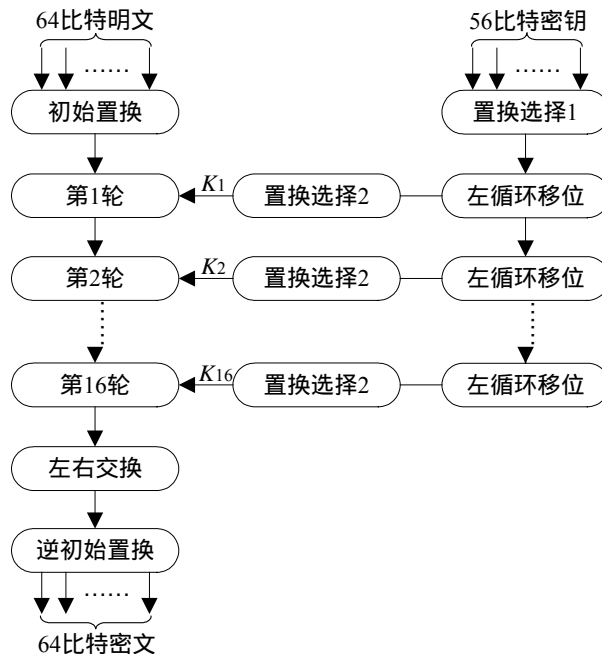 64比特明文 56比特密钥
…… ……
初始置换 置换选择1
第1轮 K1 置换选择2 左循环移位
第2轮 K2 置换选择2 左循环移位
第16轮 K16 置换选择2 左循环移位
左右交换
逆初始置换
……
64比特密文